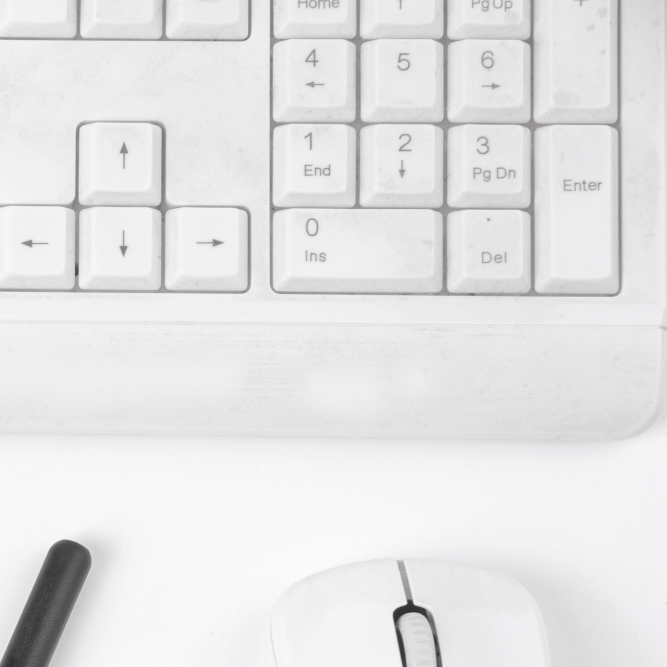 Home
PgUp
+
4
←
5
6
→
1
End
2
↓
3
Pg Dn
↑
Enter
←
↓
→
0
Ins
.
Del